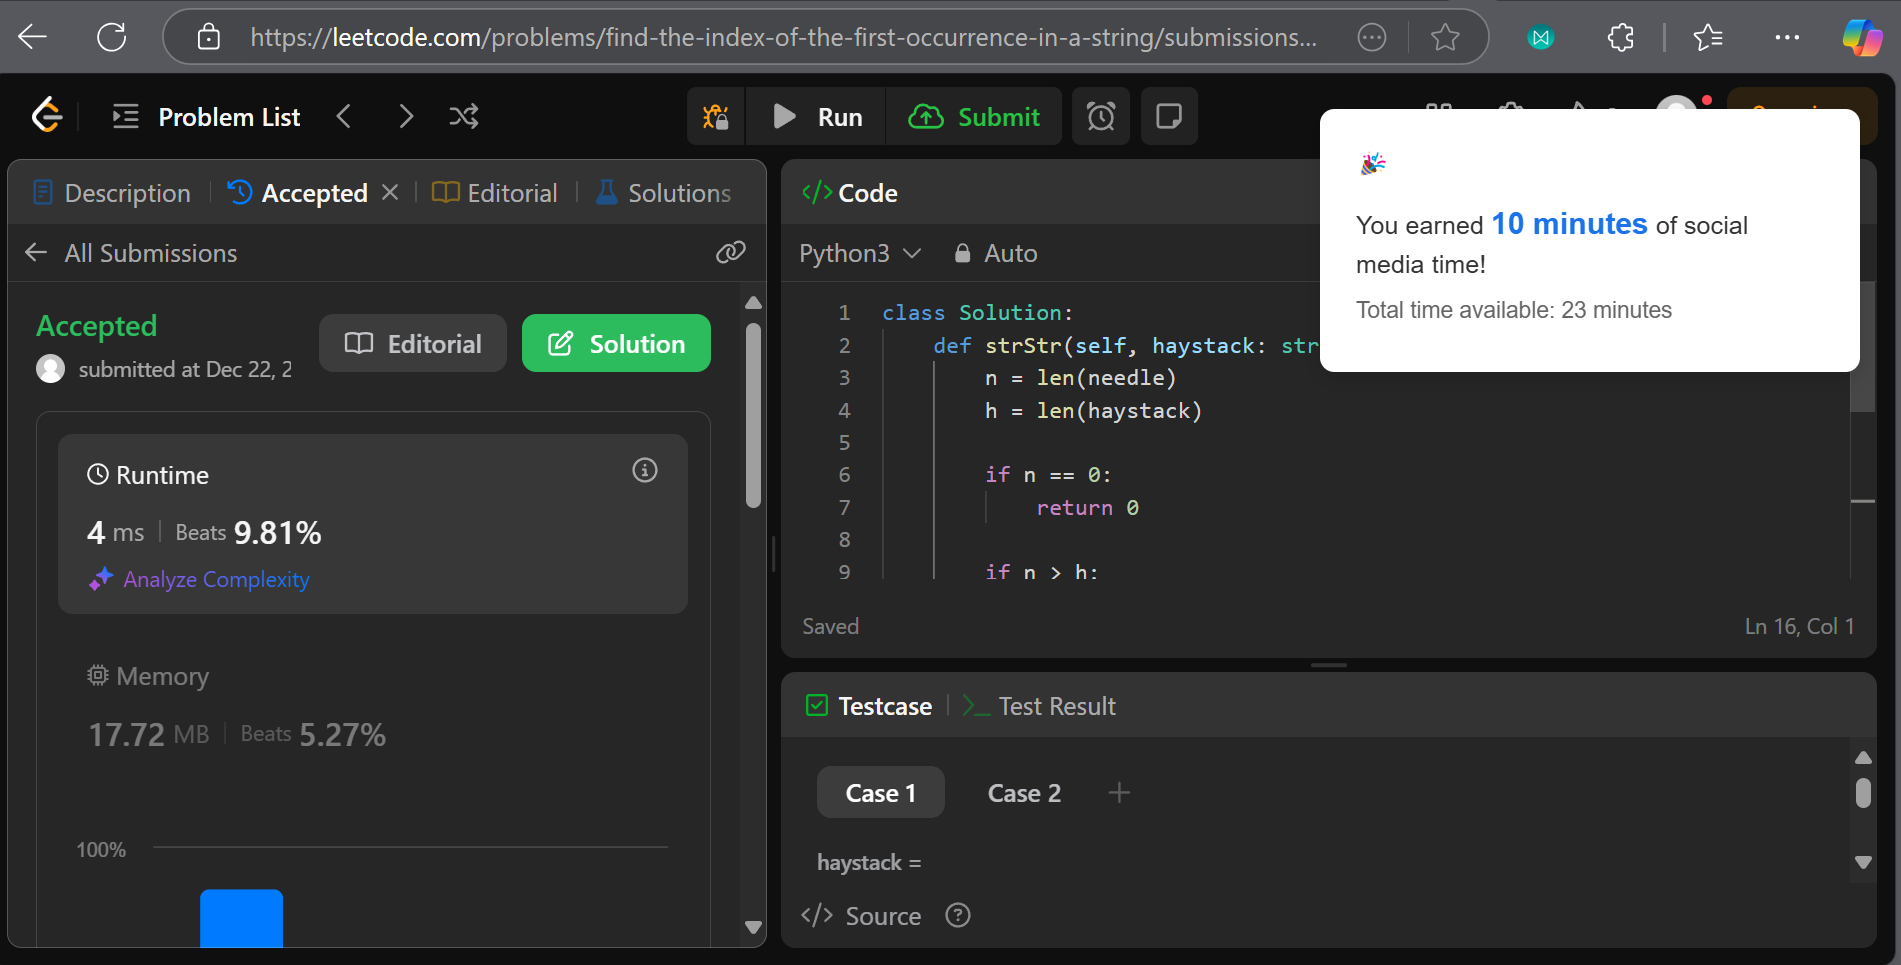 https://leetcode.com/problems/find-the-index-of-the-first-occurrence-in-a-string/submissions...
Problem List
Run
Submit
🎉
You earned 10 minutes of social
media time!
Total time available: 23 minutes
Description
Accepted
Editorial
Solutions
All Submissions
Accepted
submitted at Dec 22, 2
Editorial
Solution
Runtime
4 ms | Beats 9.81%
Analyze Complexity
Memory
17.72 MB | Beats 5.27%
100%
</> Code
Python3
Auto
1 class Solution:
2 def strStr(self, haystack: str
3 n = len(needle)
4 h = len(haystack)
5
6 if n == 0:
7 return 0
8
9 if n > h:
Saved
Ln 16, Col 1
Testcase
>_ Test Result
Case 1
Case 2
+
haystack =
</> Source ?